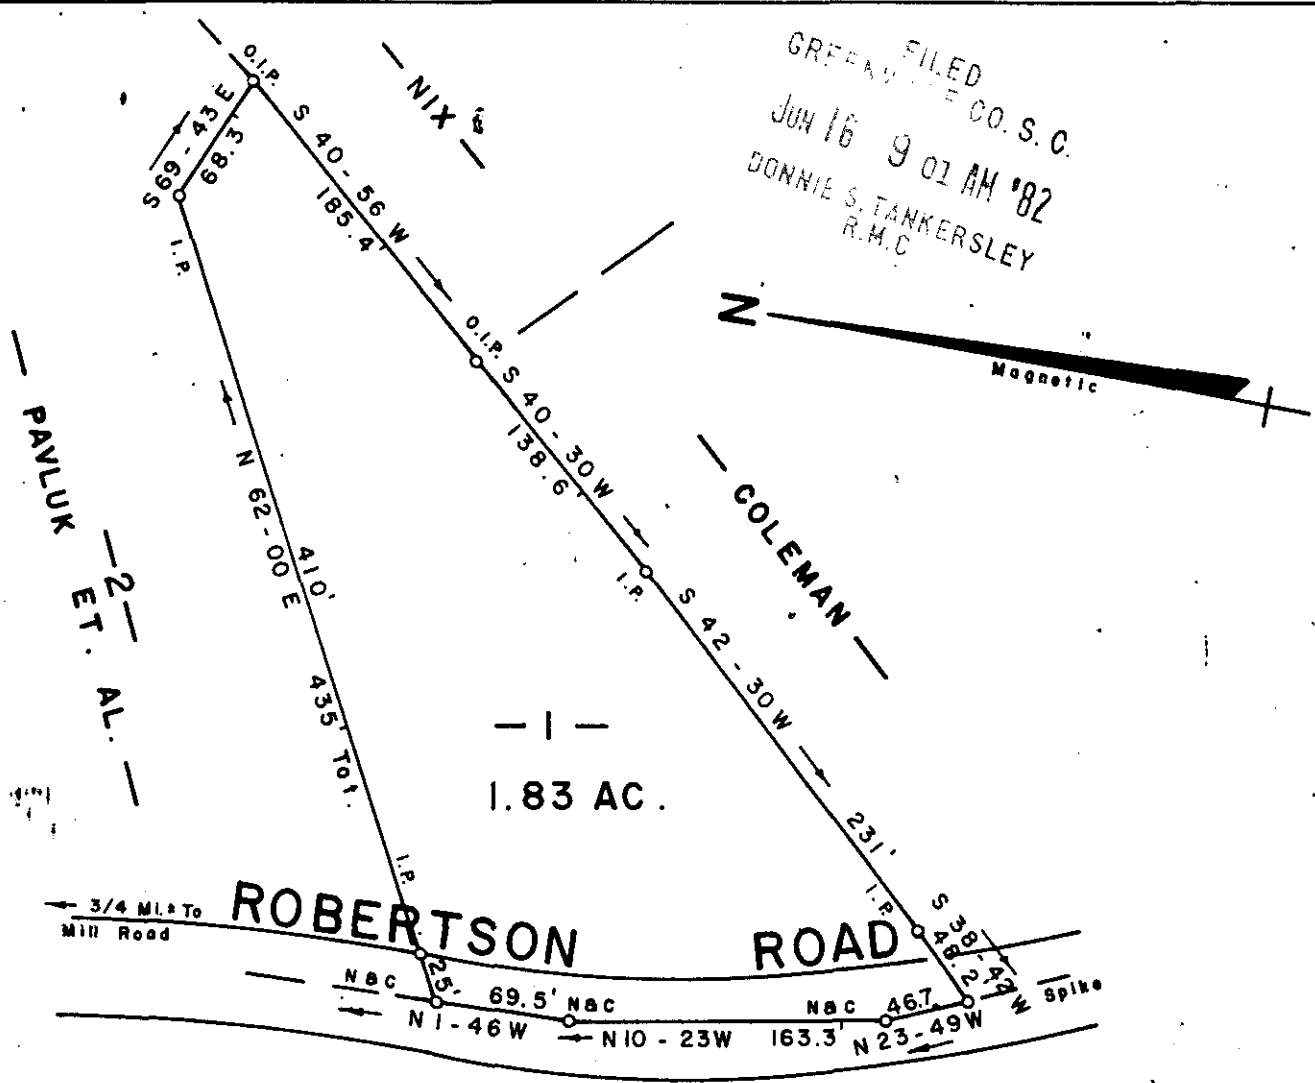 FILED
CO. S. C.
JUN 16 9 01 AM '82
DONNIE S. TANKERSLEY
R.M.C
O.I.P.
NIX
S 69 - 43 E
68.3'
S 40 - 56 W
185.4'
I.P.
N
Magnetic
O.I.P.
S 40 - 30 W
138.6'
PAVLUK
ET. AL.
-2-
N 62 - 00 E
410'
435' Tot.
COLEMAN
I.P.
S 42 - 30 W
231'
- 1 -
1.83 AC.
I.P.
I.P.
S 38 - 42 W
48.2'
3/4 Mi.± To
Mill Road
ROBERTSON ROAD
25'
N&C
69.5'
N&C
N&C
46.7
Spike
N 1 - 46 W
N 10 - 23 W
163.3'
N 23 - 49 W